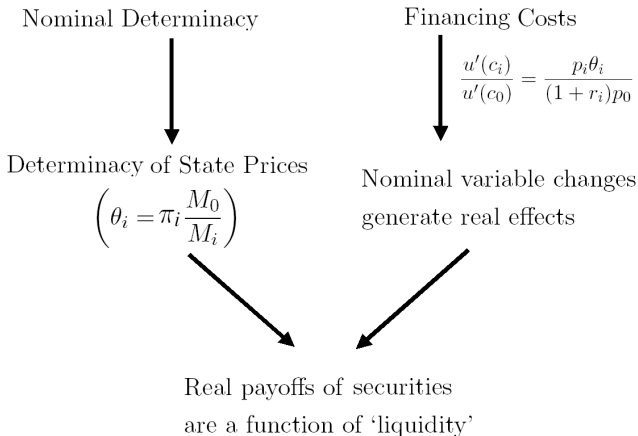 Nominal Determinacy
Financing Costs
u′(c_i)/u′(c_0) = p_iθ_i/(1 + r_i)p_0
Determinacy of State Prices
(θ_i = π_i M_0/M_i)
Nominal variable changes
generate real effects
Real payoffs of securities
are a function of ‘liquidity’